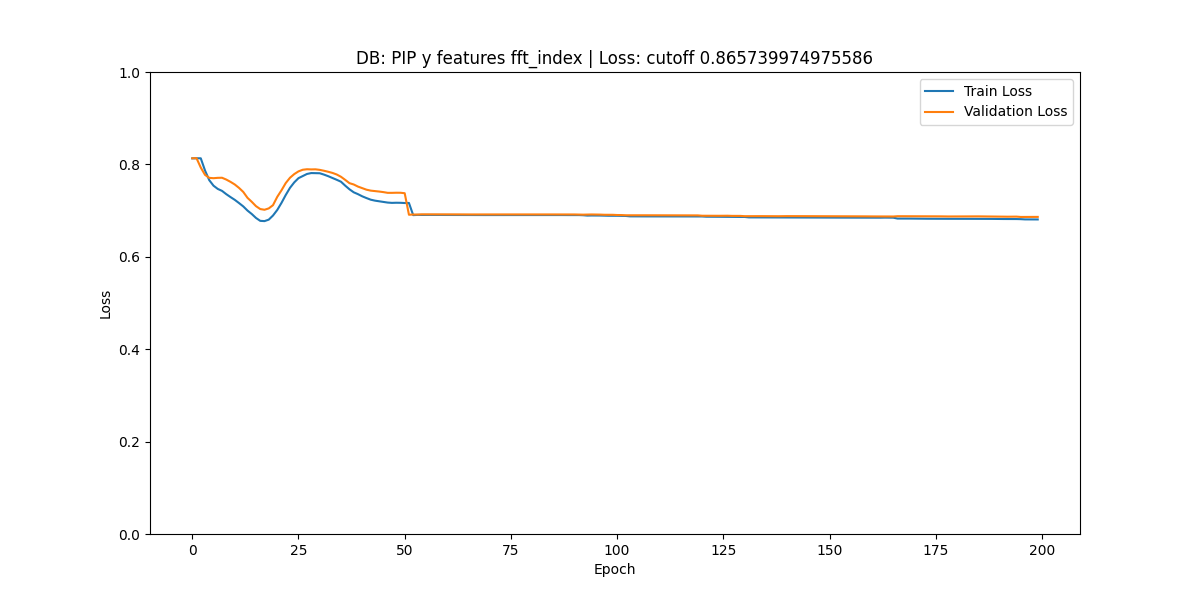 DB: PIP y features fft_index | Loss: cutoff 0.865739974975586
Train Loss
Validation Loss
1.0
0.8
0.6
0.4
0.2
0.0
Loss
0 25 50 75 100 125 150 175 200
Epoch